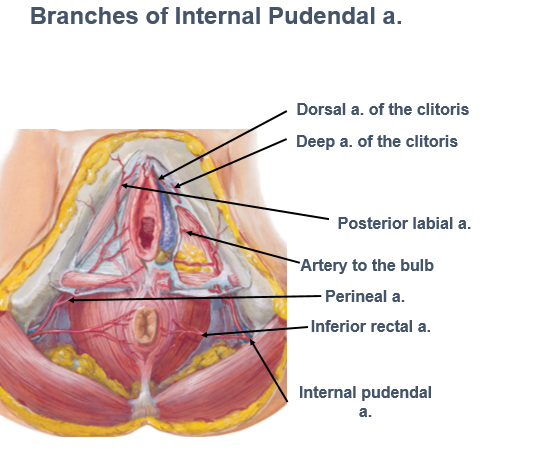 Branches of Internal Pudendal a.
Dorsal a. of the clitoris
Deep a. of the clitoris
Posterior labial a.
Artery to the bulb
Perineal a.
Inferior rectal a.
Internal pudendal
a.